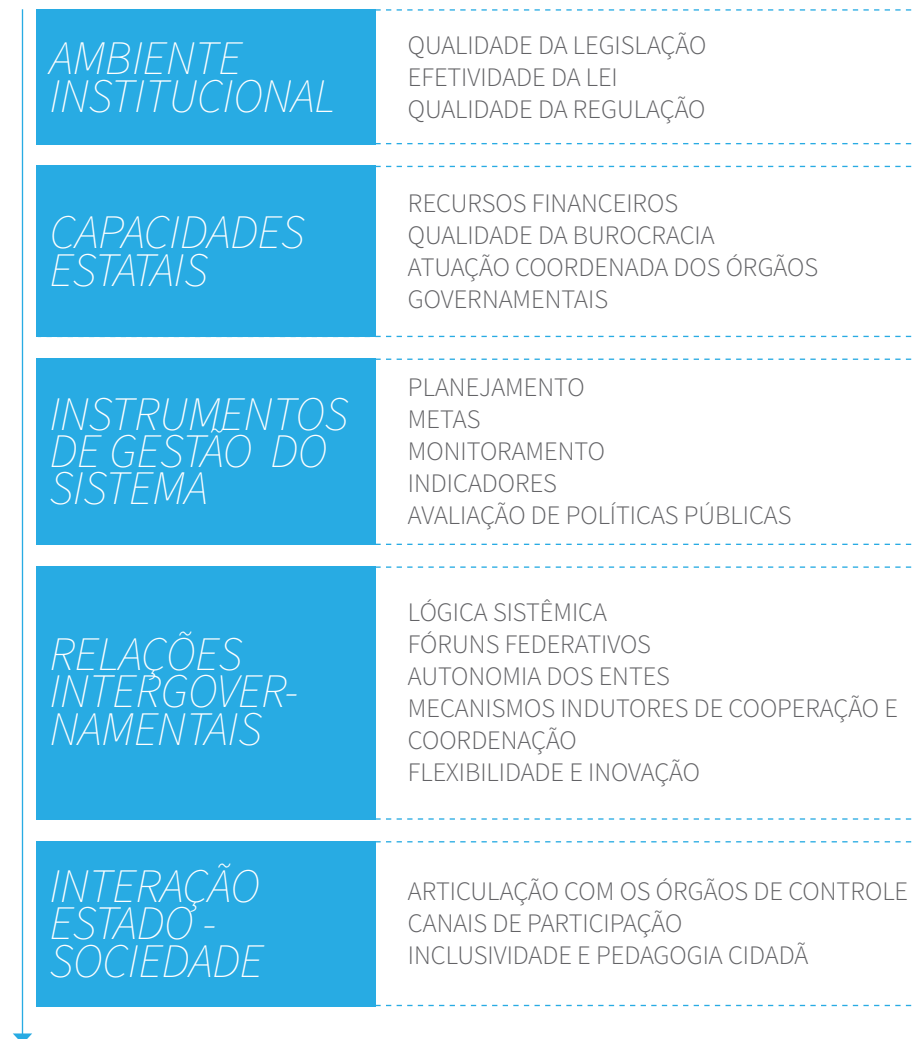 AMBIENTE
INSTITUCIONAL
QUALIDADE DA LEGISLAÇÃO
EFETIVIDADE DA LEI
QUALIDADE DA REGULAÇÃO
CAPACIDADES
ESTATAIS
RECURSOS FINANCEIROS
QUALIDADE DA BUROCRACIA
ATUAÇÃO COORDENADA DOS ÓRGÃOS
GOVERNAMENTAIS
INSTRUMENTOS
DE GESTÃO DO
SISTEMA
PLANEJAMENTO
METAS
MONITORAMENTO
INDICADORES
AVALIAÇÃO DE POLÍTICAS PÚBLICAS
RELAÇÕES
INTERGOVER-
NAMENTAIS
LÓGICA SISTÊMICA
FÓRUNS FEDERATIVOS
AUTONOMIA DOS ENTES
MECANISMOS INDUTORES DE COOPERAÇÃO E
COORDENAÇÃO
FLEXIBILIDADE E INOVAÇÃO
INTERAÇÃO
ESTADO -
SOCIEDADE
ARTICULAÇÃO COM OS ÓRGÃOS DE CONTROLE
CANAIS DE PARTICIPAÇÃO
INCLUSIVIDADE E PEDAGOGIA CIDADÃ